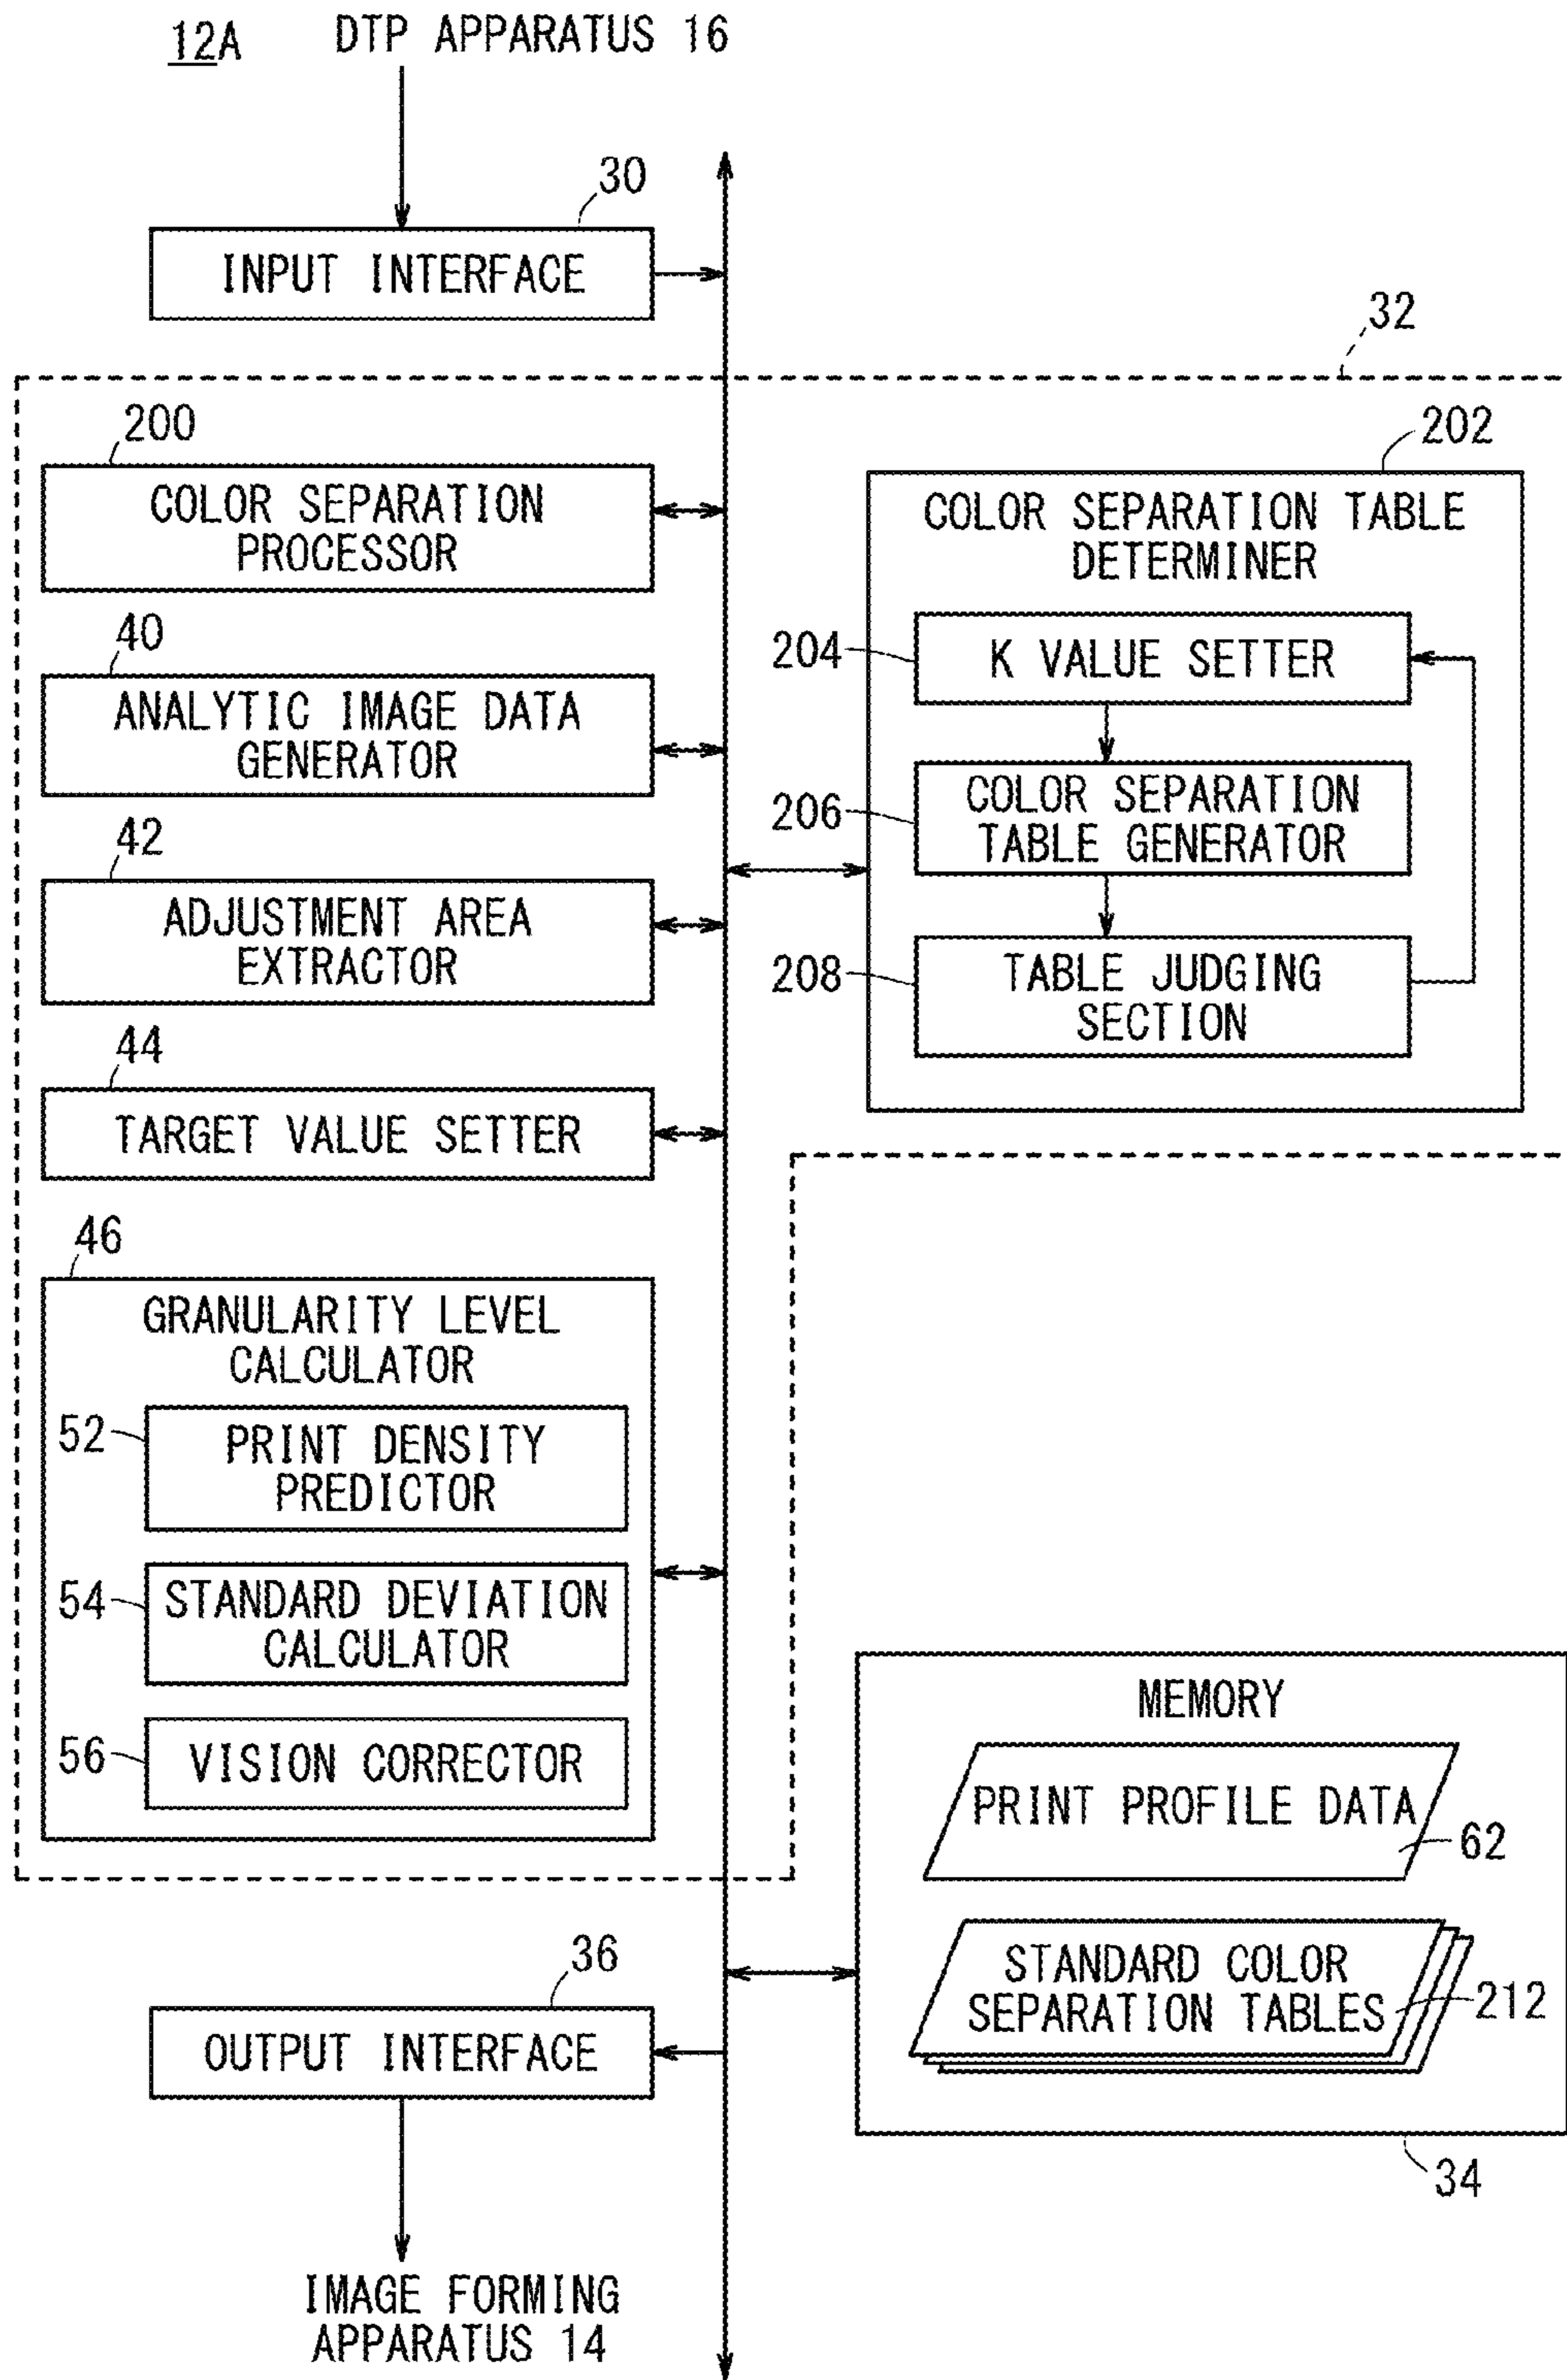 12A
DTP APPARATUS 16
30
INPUT INTERFACE
32
200
COLOR SEPARATION
PROCESSOR
40
ANALYTIC IMAGE DATA
GENERATOR
42
ADJUSTMENT AREA
EXTRACTOR
44
TARGET VALUE SETTER
46
GRANULARITY LEVEL
CALCULATOR
52
PRINT DENSITY
PREDICTOR
54
STANDARD DEVIATION
CALCULATOR
56
VISION CORRECTOR
202
COLOR SEPARATION TABLE
DETERMINER
204
K VALUE SETTER
206
COLOR SEPARATION
TABLE GENERATOR
208
TABLE JUDGING
SECTION
MEMORY
PRINT PROFILE DATA
62
STANDARD COLOR
SEPARATION TABLES
212
34
36
OUTPUT INTERFACE
IMAGE FORMING
APPARATUS 14